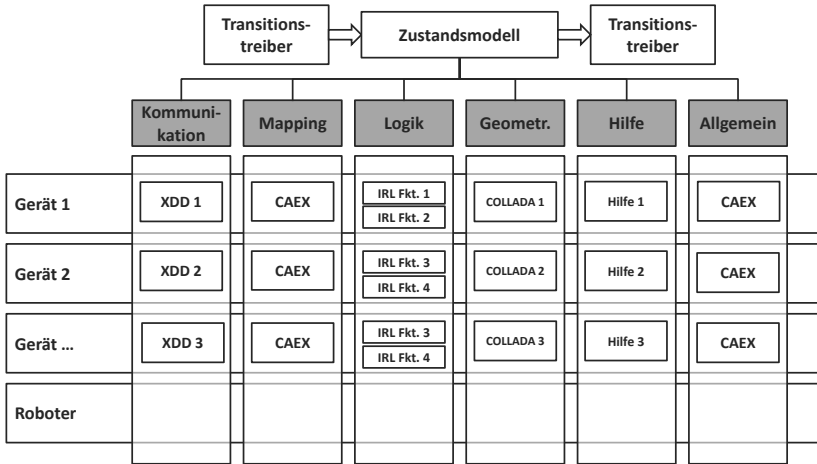 Transitions-
treiber
Zustandsmodell
Transitions-
treiber
Kommuni-
kation
Mapping
Logik
Geometr.
Hilfe
Allgemein
Gerät 1
XDD 1
CAEX
IRL Fkt. 1
IRL Fkt. 2
COLLADA 1
Hilfe 1
CAEX
Gerät 2
XDD 2
CAEX
IRL Fkt. 3
IRL Fkt. 4
COLLADA 2
Hilfe 2
CAEX
Gerät ...
XDD 3
CAEX
IRL Fkt. 3
IRL Fkt. 4
COLLADA 3
Hilfe 3
CAEX
Roboter